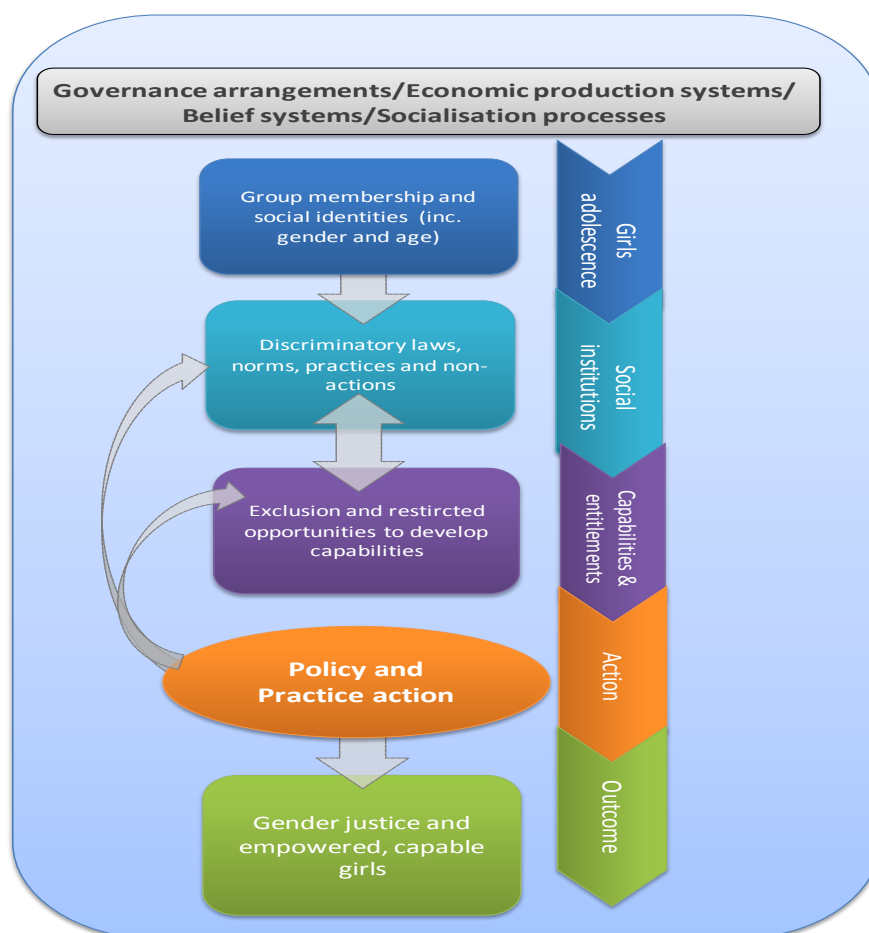 Governance arrangements/Economic production systems/
Belief systems/Socialisation processes
Group membership and
social identities (inc.
gender and age)
Girls
adolescence
Discriminatory laws,
norms, practices and non-
actions
Social
institutions
Exclusion and restircted
opportunities to develop
capabilities
Capabilities &
entitlements
Policy and
Practice action
Action
Gender justice and
empowered, capable
girls
Outcome